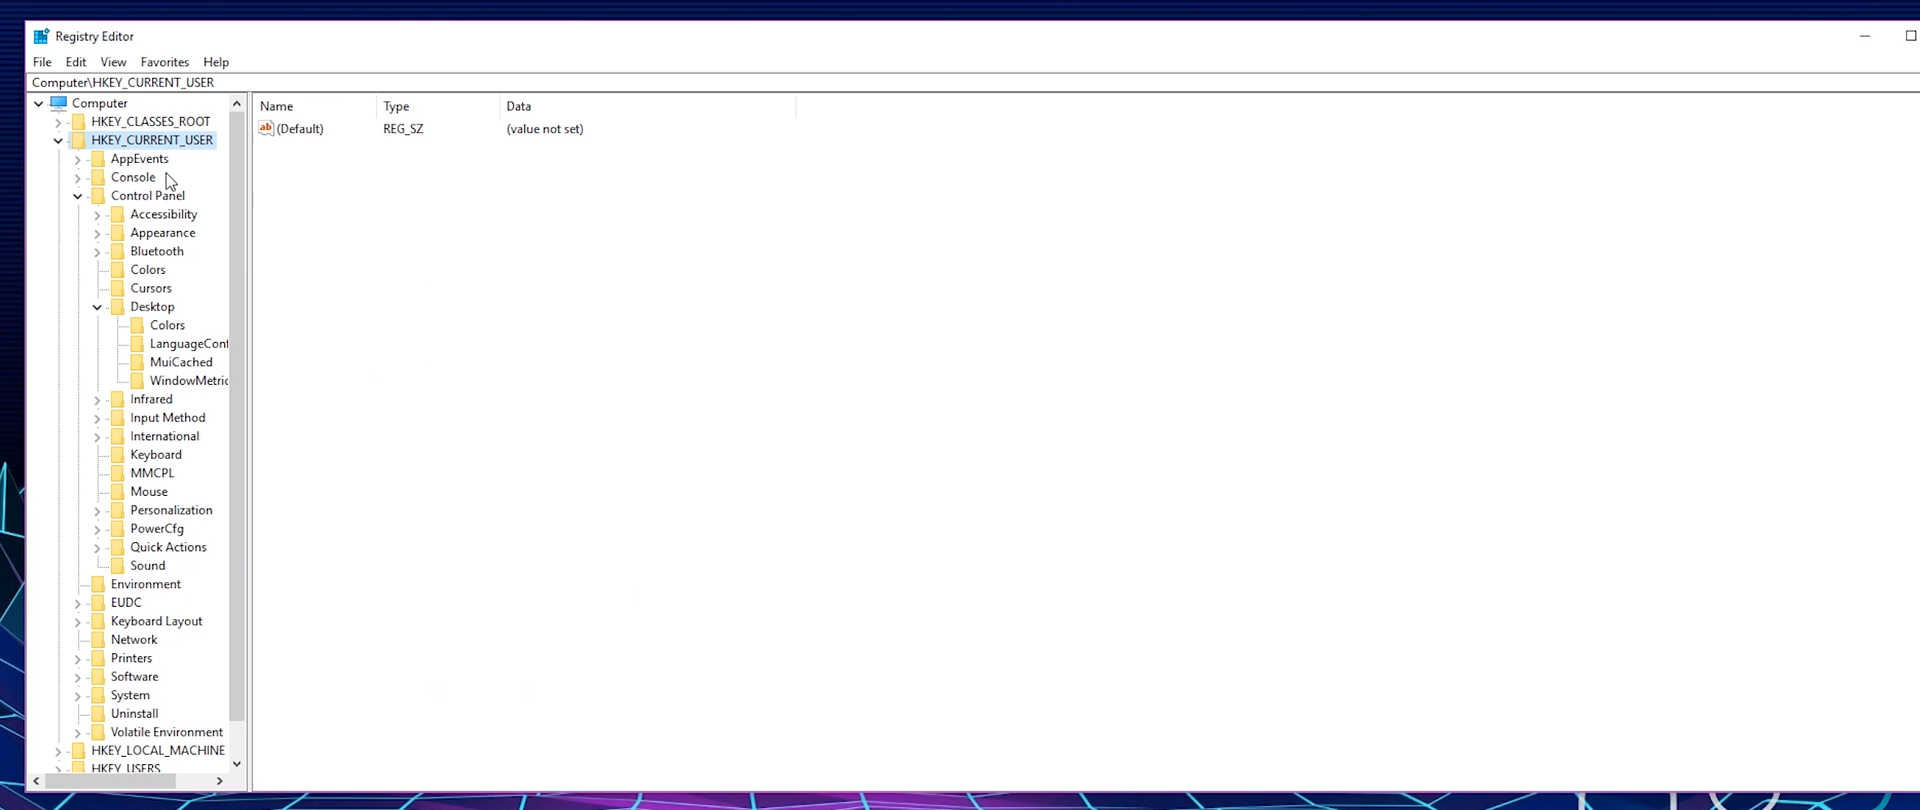 Registry Editor
File Edit View Favorites Help
Computer\HKEY_CURRENT_USER
Computer
HKEY_CLASSES_ROOT
HKEY_CURRENT_USER
AppEvents
Console
Control Panel
Accessibility
Appearance
Bluetooth
Colors
Cursors
Desktop
Colors
LanguageConf
MuiCached
WindowMetric
Infrared
Input Method
International
Keyboard
MMCPL
Mouse
Personalization
PowerCfg
Quick Actions
Sound
Environment
EUDC
Keyboard Layout
Network
Printers
Software
System
Uninstall
Volatile Environment
HKEY_LOCAL_MACHINE
HKEY_USERS
Name Type Data
ab (Default) REG_SZ (value not set)